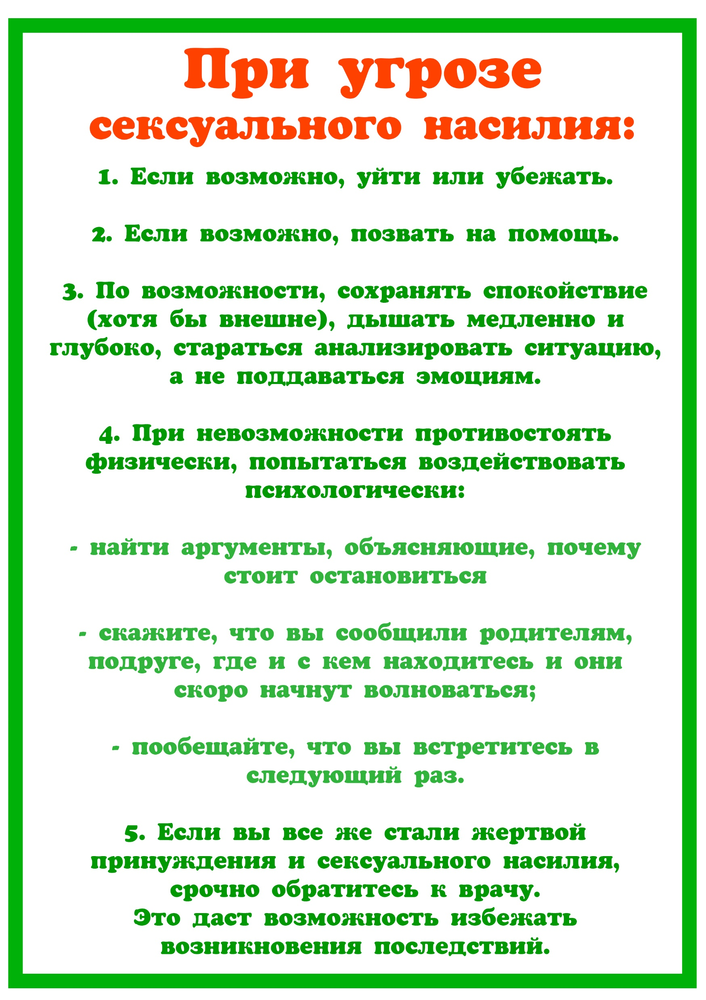 При угрозе
сексуального насилия:
1. Если возможно, уйти или убежать.
2. Если возможно, позвать на помощь.
3. По возможности, сохранять спокойствие
(хотя бы внешне), дышать медленно и
глубоко, стараться анализировать ситуацию,
а не поддаваться эмоциям.
4. При невозможности противостоять
физически, попытаться воздействовать
психологически:
- найти аргументы, объясняющие, почему
стоит остановиться
- скажите, что вы сообщили родителям,
подруге, где и с кем находитесь и они
скоро начнут волноваться;
- пообещайте, что вы встретитесь в
следующий раз.
5. Если вы все же стали жертвой
принуждения и сексуального насилия,
срочно обратитесь к врачу.
Это даст возможность избежать
возникновения последствий.